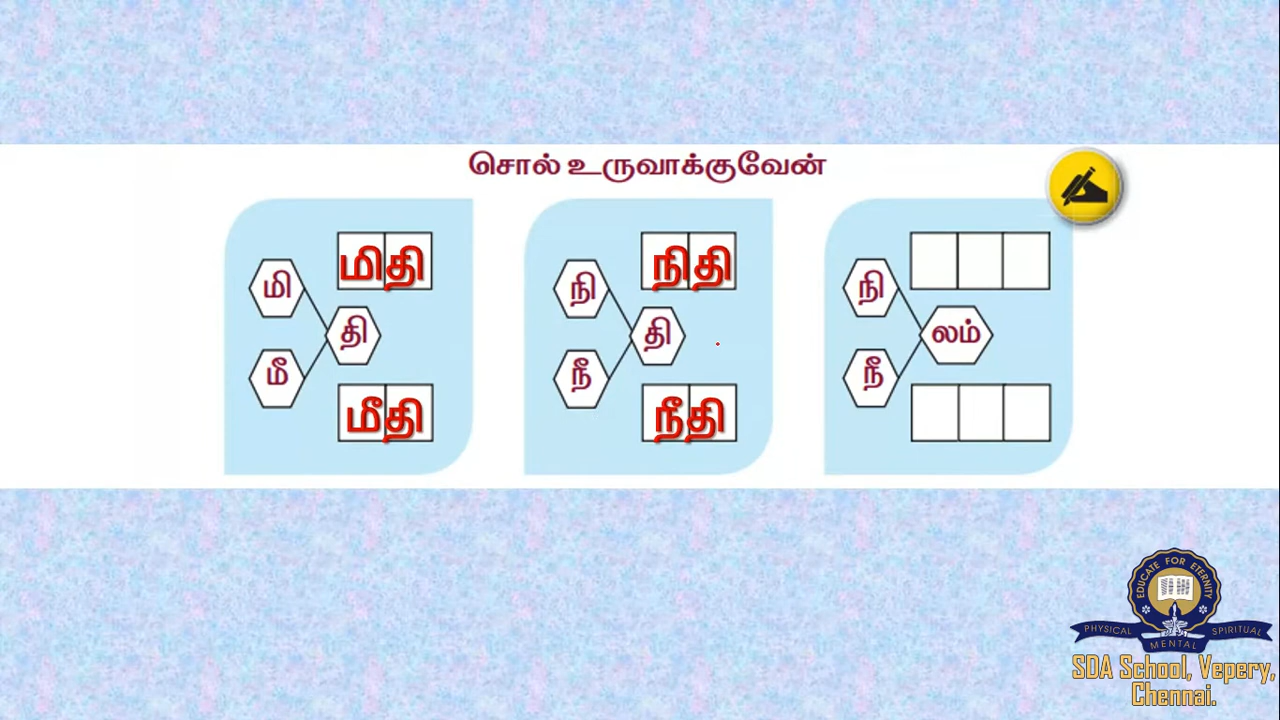 சொல் உருவாக்குவேன்
மி
மீ
தி
மிதி
மீதி
நி
நீ
தி
நிதி
நீதி
நி
நீ
லம்
EDUCATE FOR ETERNITY
PHYSICAL MENTAL SPIRITUAL
SDA School, Vepery,
Chennai.